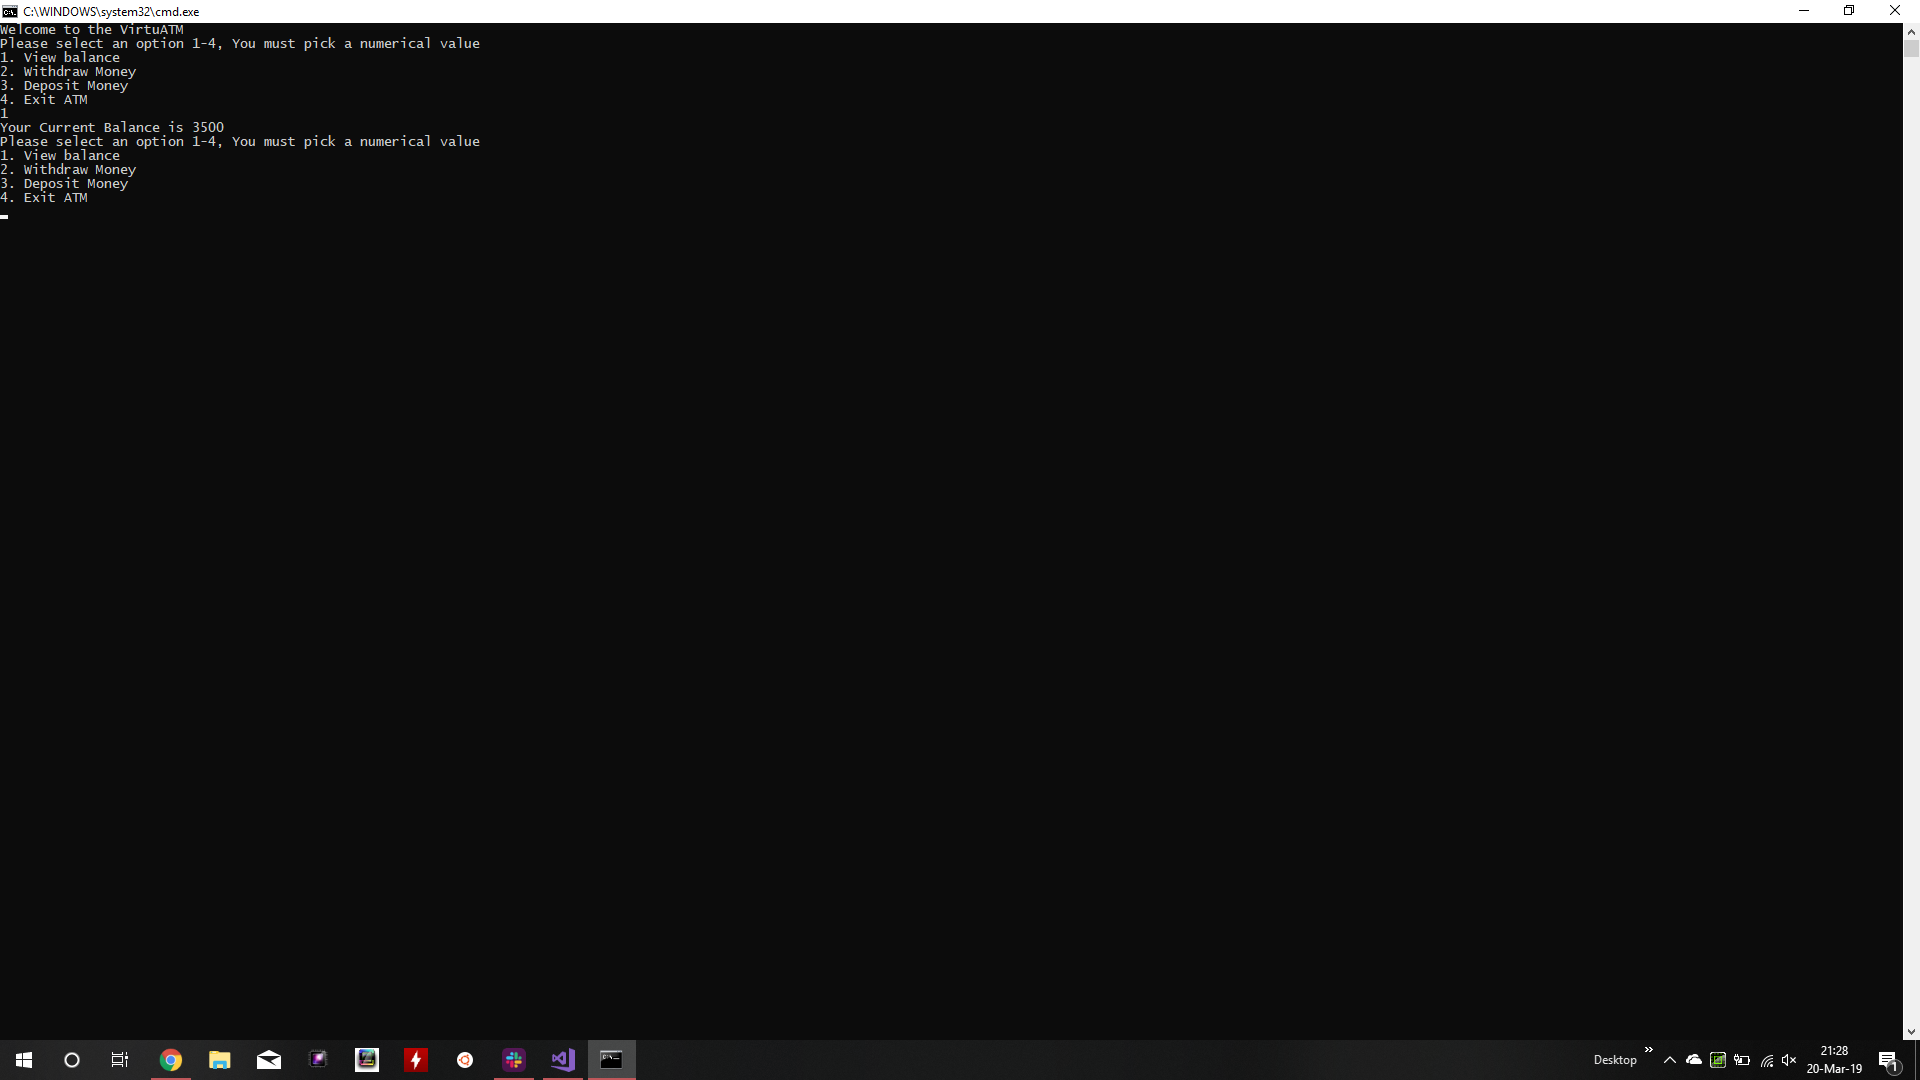 C:\WINDOWS\system32\cmd.exe
Welcome to the VirtuATM
Please select an option 1-4, You must pick a numerical value
1. View balance
2. Withdraw Money
3. Deposit Money
4. Exit ATM
1
Your Current Balance is 3500
Please select an option 1-4, You must pick a numerical value
1. View balance
2. Withdraw Money
3. Deposit Money
4. Exit ATM
Desktop
21:28
20-Mar-19
1